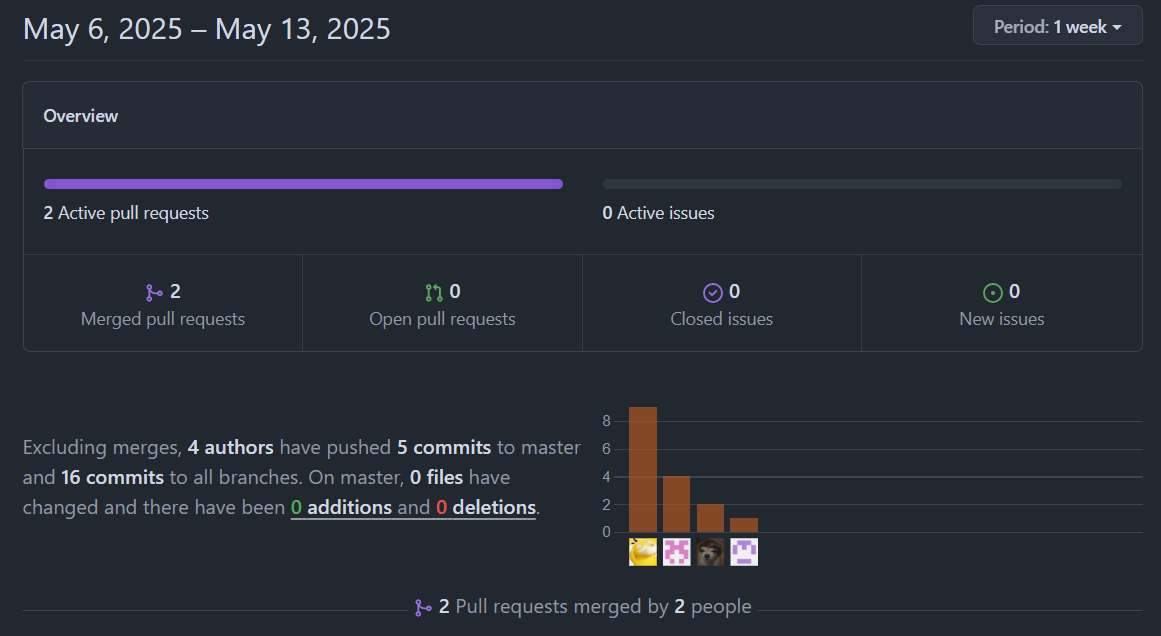 May 6, 2025 – May 13, 2025
Period: 1 week
Overview
2 Active pull requests
0 Active issues
2
Merged pull requests
0
Open pull requests
0
Closed issues
0
New issues
Excluding merges, 4 authors have pushed 5 commits to master
and 16 commits to all branches. On master, 0 files have
changed and there have been 0 additions and 0 deletions.
8
6
4
2
0
2 Pull requests merged by 2 people